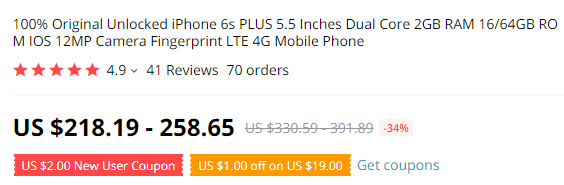 100% Original Unlocked iPhone 6s PLUS 5.5 Inches Dual Core 2GB RAM 16/64GB RO
M IOS 12MP Camera Fingerprint LTE 4G Mobile Phone
4.9 41 Reviews 70 orders
US $218.19 - 258.65 US $330.59 - 391.89 -34%
US $2.00 New User Coupon US $1.00 off on US $19.00 Get coupons